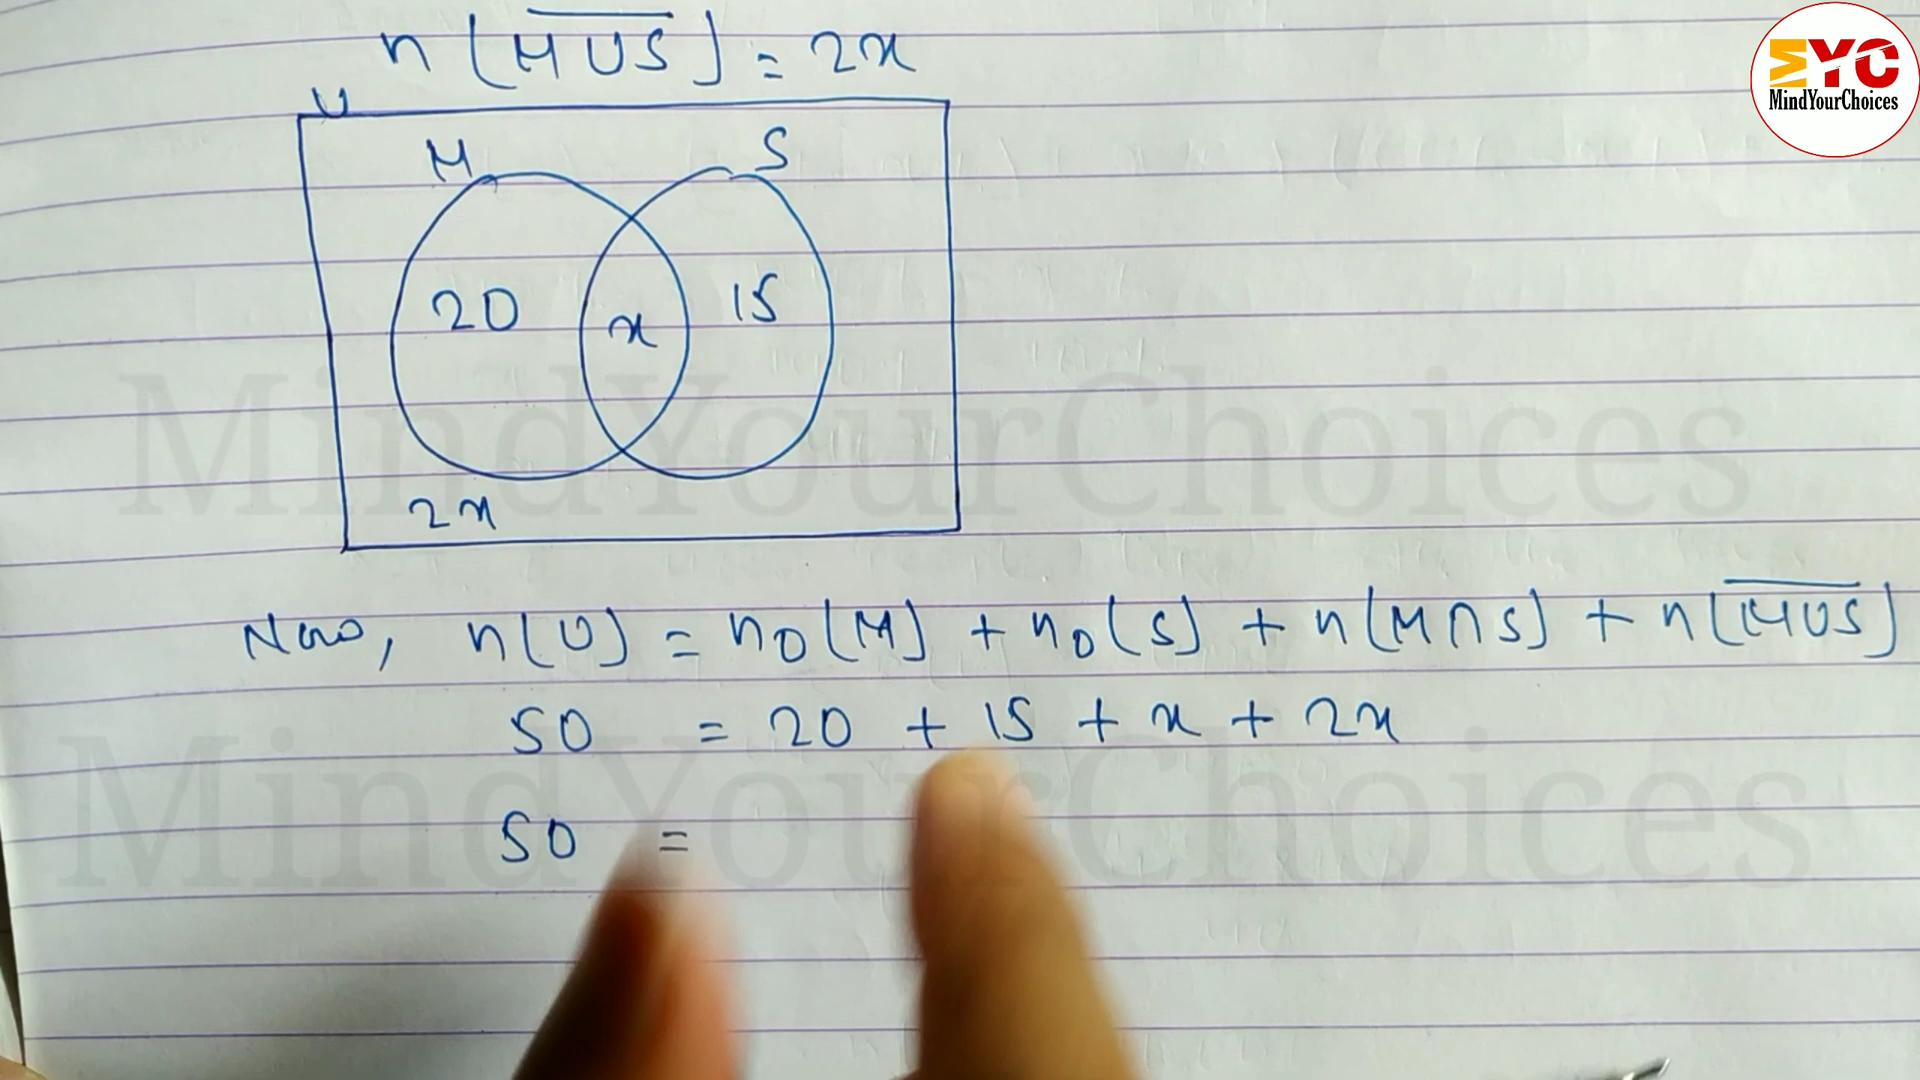 n(M∪S)̅ = 2x
MYC
MindYourChoices
U
M S
20 x 15
2x
Now, n(U) = n₀(M) + n₀(S) + n(M∩S) + n(M∪S)̅
50 = 20 + 15 + x + 2x
50 =
MindYourChoices
MindYourChoices